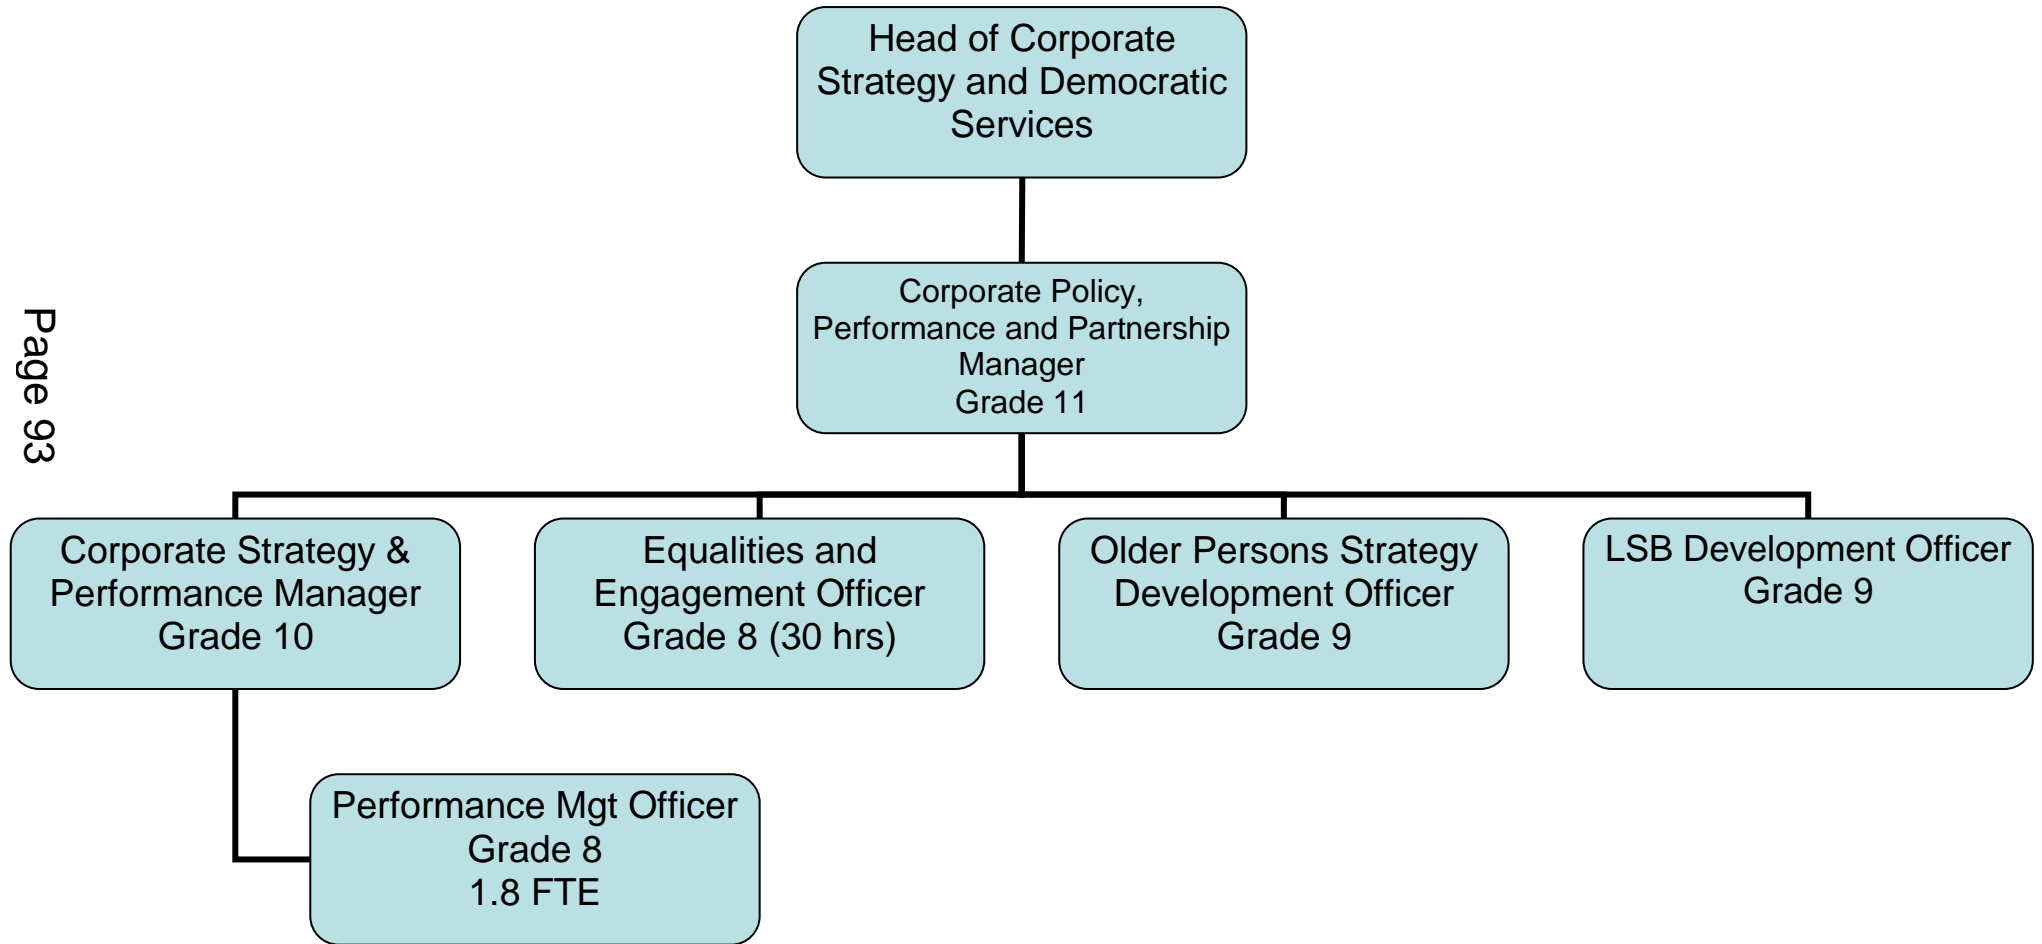 Head of Corporate
Strategy and Democratic
Services
Corporate Policy,
Performance and Partnership
Manager
Grade 11
Page 93
Corporate Strategy &
Performance Manager
Grade 10
Equalities and
Engagement Officer
Grade 8 (30 hrs)
Older Persons Strategy
Development Officer
Grade 9
LSB Development Officer
Grade 9
Performance Mgt Officer
Grade 8
1.8 FTE